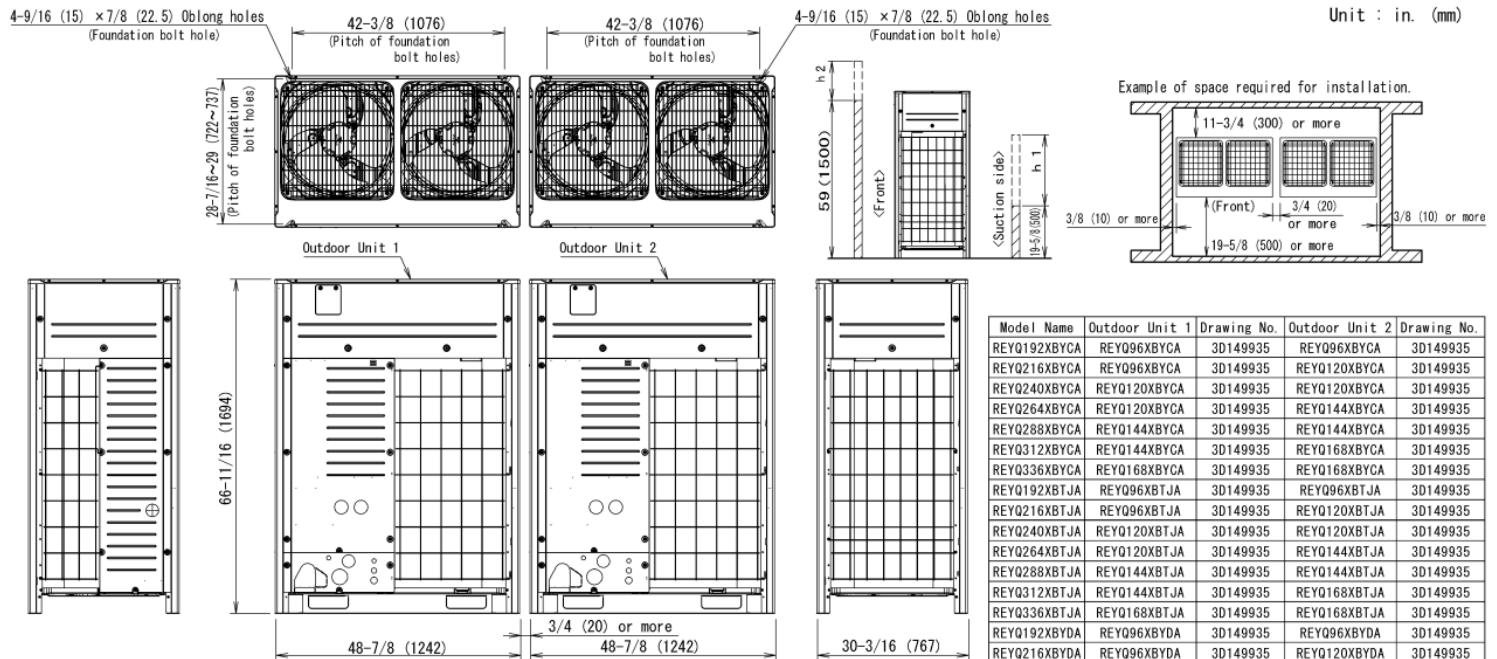 4-9/16 (15) ×7/8 (22.5) Oblong holes
(Foundation bolt hole)
42-3/8 (1076)
(Pitch of foundation
bolt holes)
42-3/8 (1076)
(Pitch of foundation
bolt holes)
4-9/16 (15) ×7/8 (22.5) Oblong holes
(Foundation bolt hole)
Unit : in. (mm)
28-7/16~29 (722~737)
(Pitch of foundation
bolt holes)
h 2
59 (1500)
<Front>
<Suction side>
h 1
19-5/8 (500)
Example of space required for installation.
11-3/4 (300) or more
(Front)
3/4 (20)
or more
3/8 (10) or more
3/8 (10) or more
19-5/8 (500) or more
Outdoor Unit 1
Outdoor Unit 2
66-11/16 (1694)
3/4 (20) or more
48-7/8 (1242)
48-7/8 (1242)
30-3/16 (767)
Model Name Outdoor Unit 1 Drawing No. Outdoor Unit 2 Drawing No.
REYQ192XBYCA REYQ96XBYCA 3D149935 REYQ96XBYCA 3D149935
REYQ216XBYCA REYQ96XBYCA 3D149935 REYQ120XBYCA 3D149935
REYQ240XBYCA REYQ120XBYCA 3D149935 REYQ120XBYCA 3D149935
REYQ264XBYCA REYQ120XBYCA 3D149935 REYQ144XBYCA 3D149935
REYQ288XBYCA REYQ144XBYCA 3D149935 REYQ144XBYCA 3D149935
REYQ312XBYCA REYQ144XBYCA 3D149935 REYQ168XBYCA 3D149935
REYQ336XBYCA REYQ168XBYCA 3D149935 REYQ168XBYCA 3D149935
REYQ192XBTJA REYQ96XBTJA 3D149935 REYQ96XBTJA 3D149935
REYQ216XBTJA REYQ96XBTJA 3D149935 REYQ120XBTJA 3D149935
REYQ240XBTJA REYQ120XBTJA 3D149935 REYQ120XBTJA 3D149935
REYQ264XBTJA REYQ120XBTJA 3D149935 REYQ144XBTJA 3D149935
REYQ288XBTJA REYQ144XBTJA 3D149935 REYQ144XBTJA 3D149935
REYQ312XBTJA REYQ144XBTJA 3D149935 REYQ168XBTJA 3D149935
REYQ336XBTJA REYQ168XBTJA 3D149935 REYQ168XBTJA 3D149935
REYQ192XBYDA REYQ96XBYDA 3D149935 REYQ96XBYDA 3D149935
REYQ216XBYDA REYQ96XBYDA 3D149935 REYQ120XBYDA 3D149935